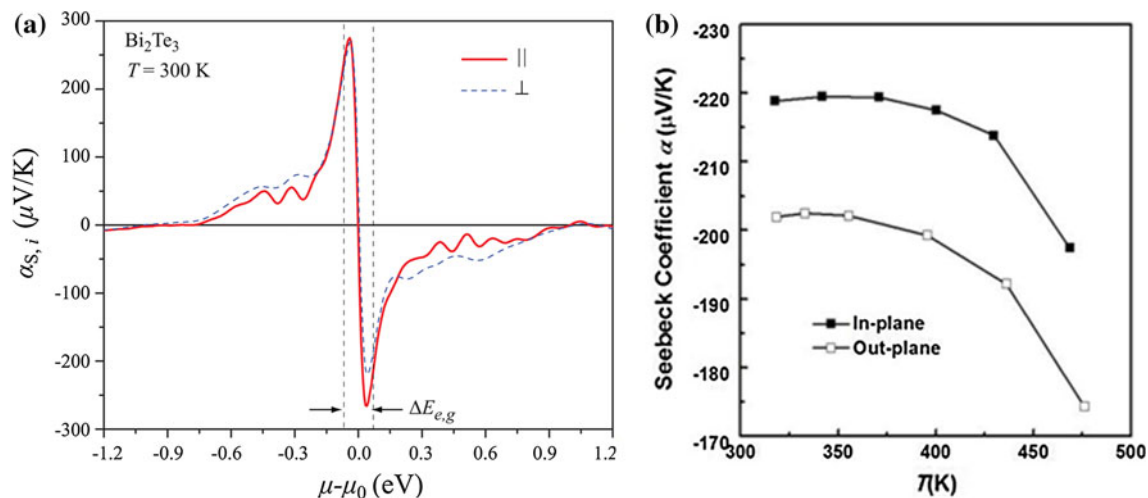 (a)
300
200
100
0
-100
-200
-300
α_S,i (μV/K)
Bi₂Te₃
T = 300 K
||
⊥
ΔE_e,g
-1.2 -0.9 -0.6 -0.3 0.0 0.3 0.6 0.9 1.2
μ-μ₀ (eV)
(b)
-230
-220
-210
-200
-190
-180
-170
Seebeck Coefficient α (μV/K)
In-plane
Out-plane
300 350 400 450 500
T(K)